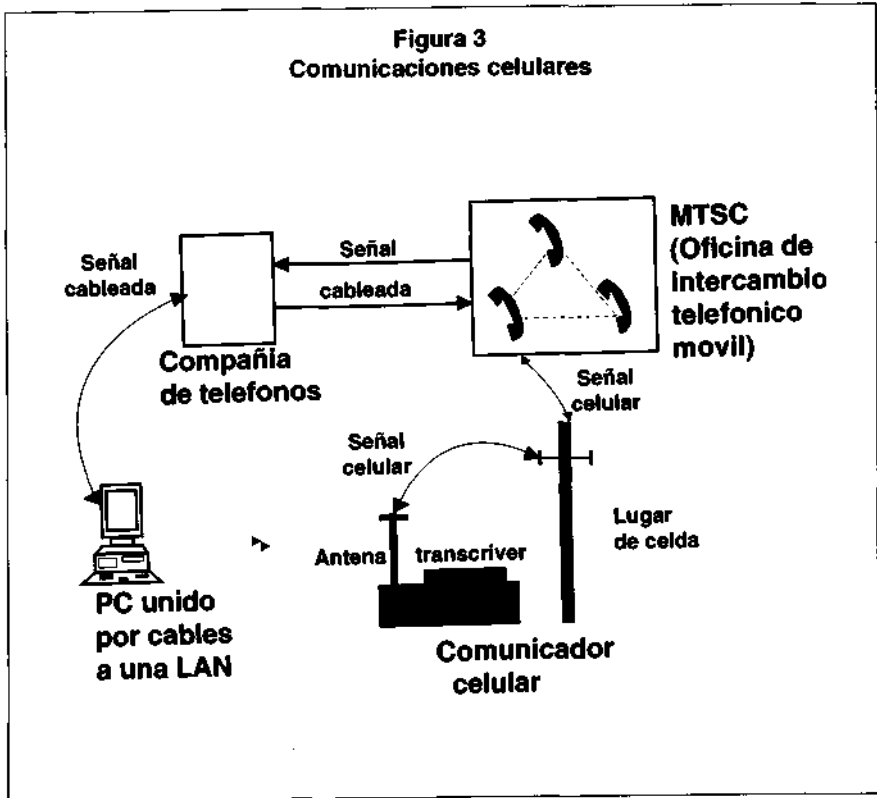 Figura 3
Comunicaciones celulares
MTSC
(Oficina de
intercambio
telefonico
movil)
Señal
cableada
Señal
cableada
Compañia
de telefonos
Señal
celular
Señal
celular
Lugar
de celda
Antena
transcriver
PC unido
por cables
a una LAN
Comunicador
celular